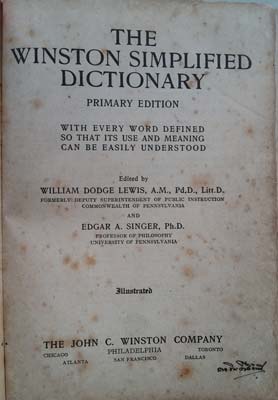 THE
WINSTON SIMPLIFIED
DICTIONARY
PRIMARY EDITION
WITH EVERY WORD DEFINED
SO THAT ITS USE AND MEANING
CAN BE EASILY UNDERSTOOD
Edited by
WILLIAM DODGE LEWIS, A.M., Pd.D., Litt.D.
FORMERLY DEPUTY SUPERINTENDENT OF PUBLIC INSTRUCTION
COMMONWEALTH OF PENNSYLVANIA
AND
EDGAR A. SINGER, Ph.D.
PROFESSOR OF PHILOSOPHY
UNIVERSITY OF PENNSYLVANIA
Illustrated
THE JOHN C. WINSTON COMPANY
CHICAGO PHILADELPHIA TORONTO
ATLANTA SAN FRANCISCO DALLAS